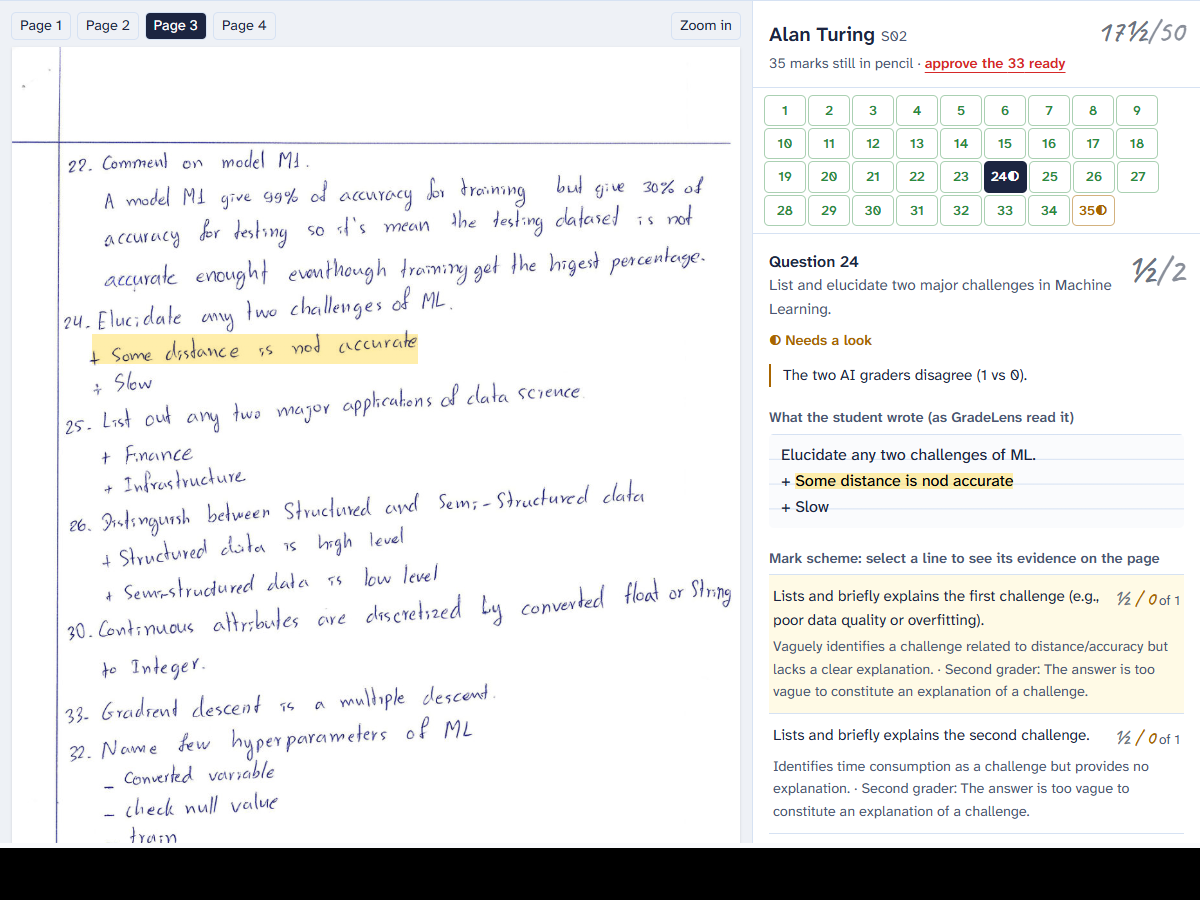 Page 1 Page 2 Page 3 Page 4 Zoom in
22. Comment on model M1.
A model M1 give 99% of accuracy for training but give 30% of
accuracy for testing so it's mean the testing dataset is not
accurate enought eventhough training get the higest percentage.
24. Elucidate any two challenges of ML.
+ Some distance is nod accurate
+ Slow
25. List out any two major applications of data science
+ Finance
+ Infrastructure
26. Distinguish between Structured and Semi-Structured data
+ Structured data is high level
+ Semi-structured data is low level
30. Continuous attributes are discretized by converted float or String
to Integer.
33. Gradient descent is a multiple descent.
32. Name few hyperparameters of ML
- Converted variable
- check null value
train
Alan Turing S02 17½/50
35 marks still in pencil · approve the 33 ready
1 2 3 4 5 6 7 8 9
10 11 12 13 14 15 16 17 18
19 20 21 22 23 24 25 26 27
28 29 30 31 32 33 34 35
Question 24 ½/2
List and elucidate two major challenges in Machine
Learning.
Needs a look
The two AI graders disagree (1 vs 0).
What the student wrote (as GradeLens read it)
Elucidate any two challenges of ML.
+ Some distance is nod accurate
+ Slow
Mark scheme: select a line to see its evidence on the page
Lists and briefly explains the first challenge (e.g., ½ / 0 of 1
poor data quality or overfitting).
Vaguely identifies a challenge related to distance/accuracy but
lacks a clear explanation. · Second grader: The answer is too
vague to constitute an explanation of a challenge.
Lists and briefly explains the second challenge. ½ / 0 of 1
Identifies time consumption as a challenge but provides no
explanation. · Second grader: The answer is too vague to
constitute an explanation of a challenge.